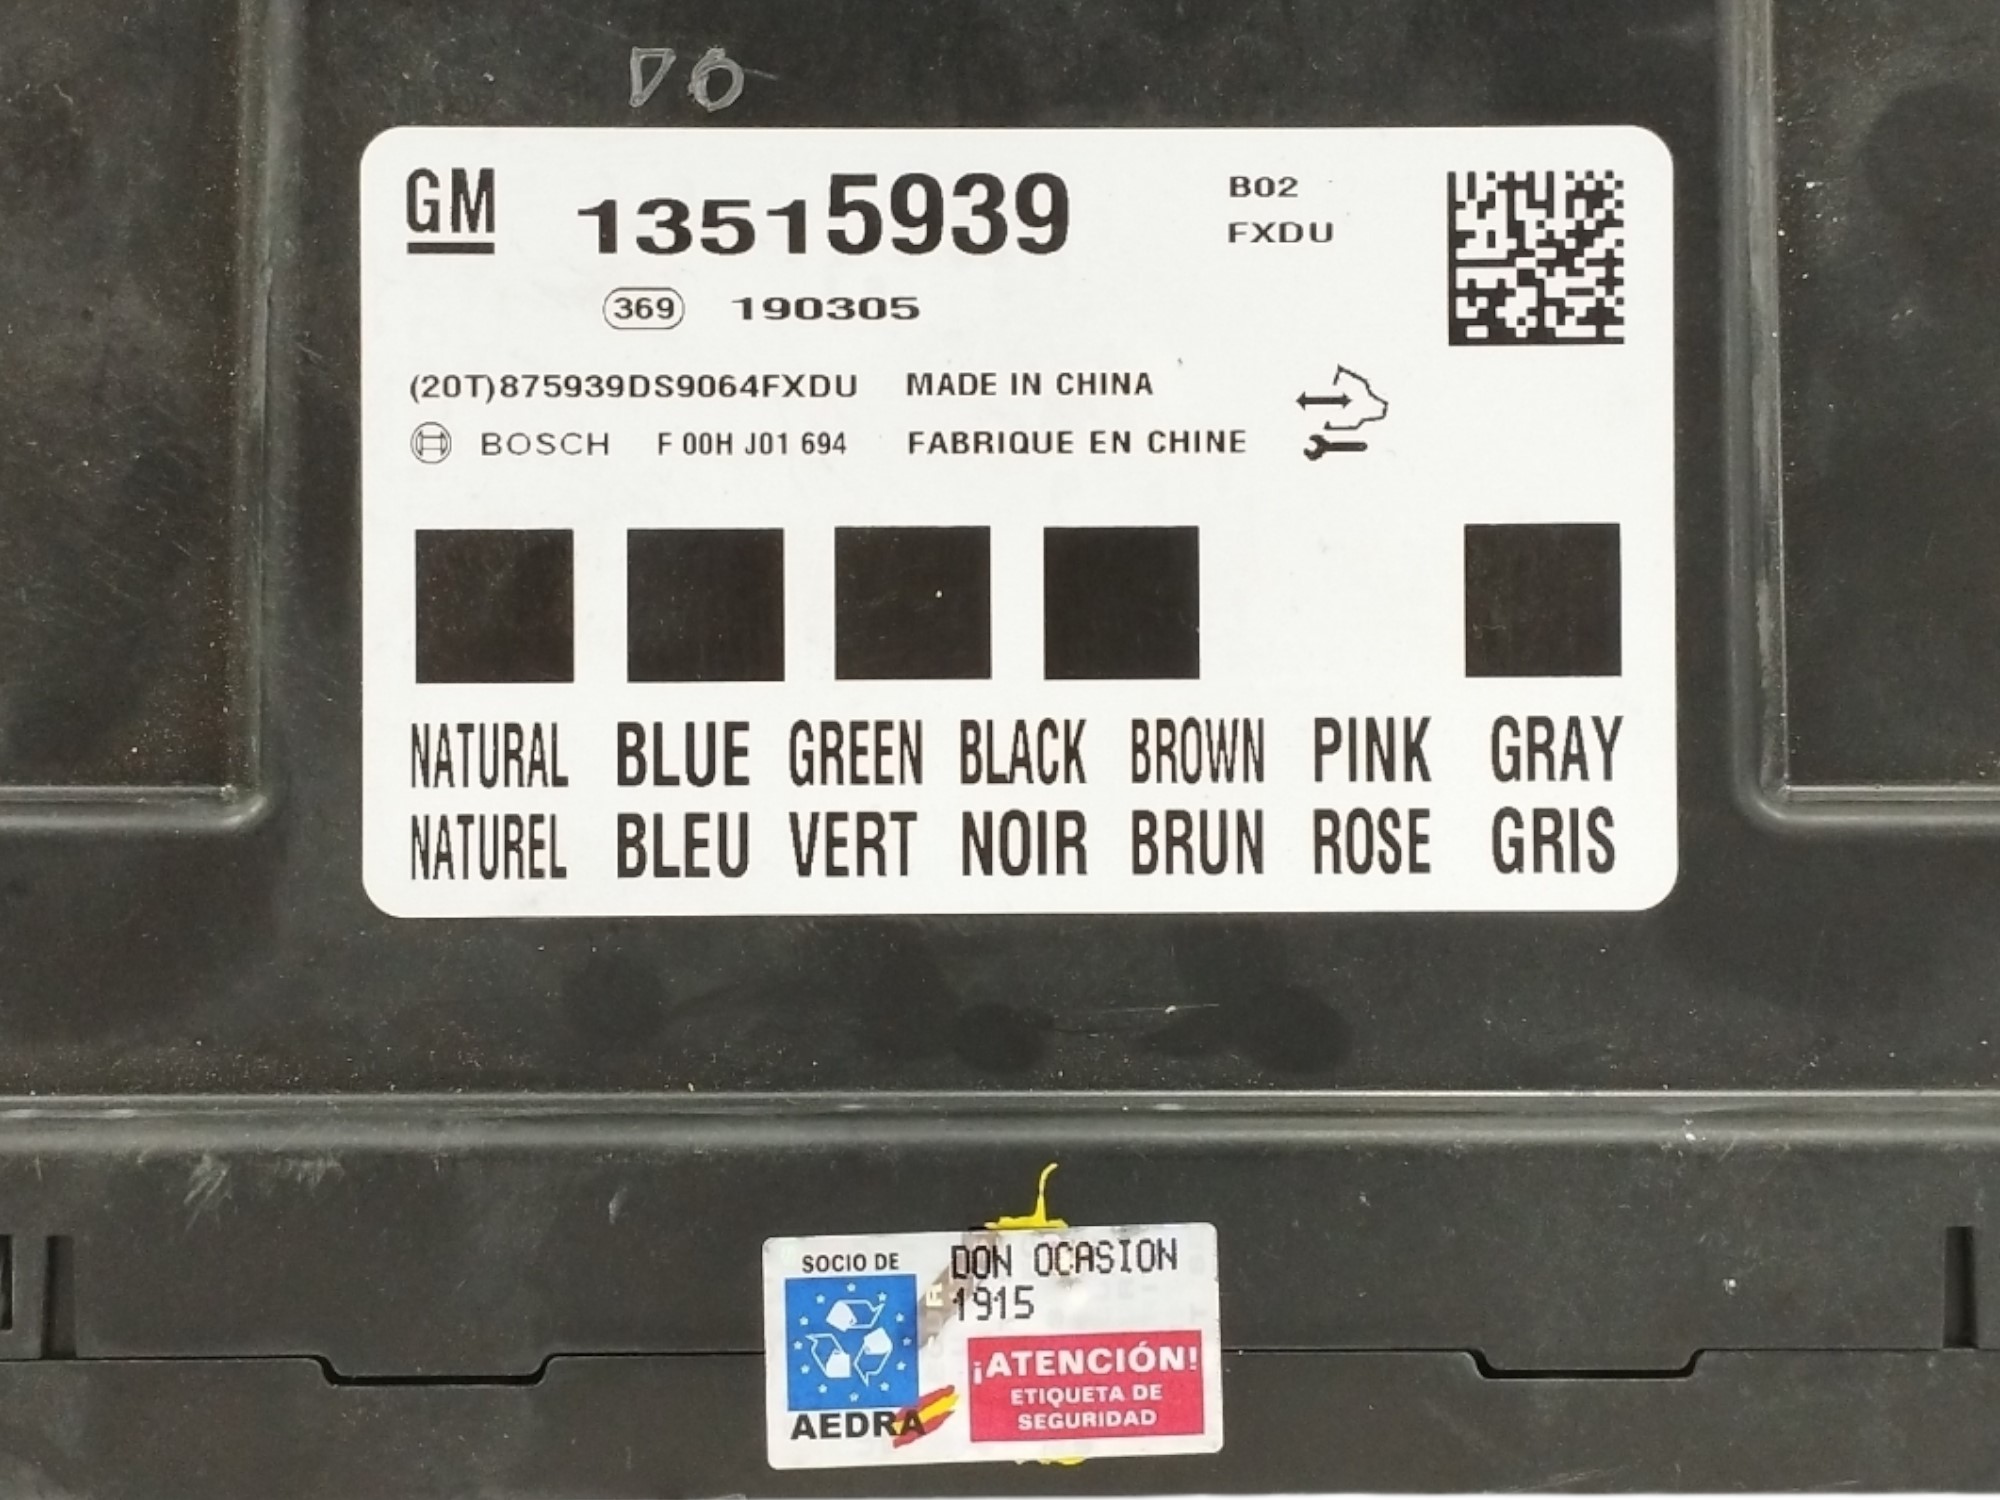 DO
GM 13515939 B02
FXDU
369 190305
(20T)875939DS9064FXDU MADE IN CHINA
BOSCH F 00H J01 694 FABRIQUE EN CHINE
NATURAL BLUE GREEN BLACK BROWN PINK GRAY
NATUREL BLEU VERT NOIR BRUN ROSE GRIS
SOCIO DE
AEDRA
DON OCASION
1915
¡ATENCIÓN!
ETIQUETA DE
SEGURIDAD